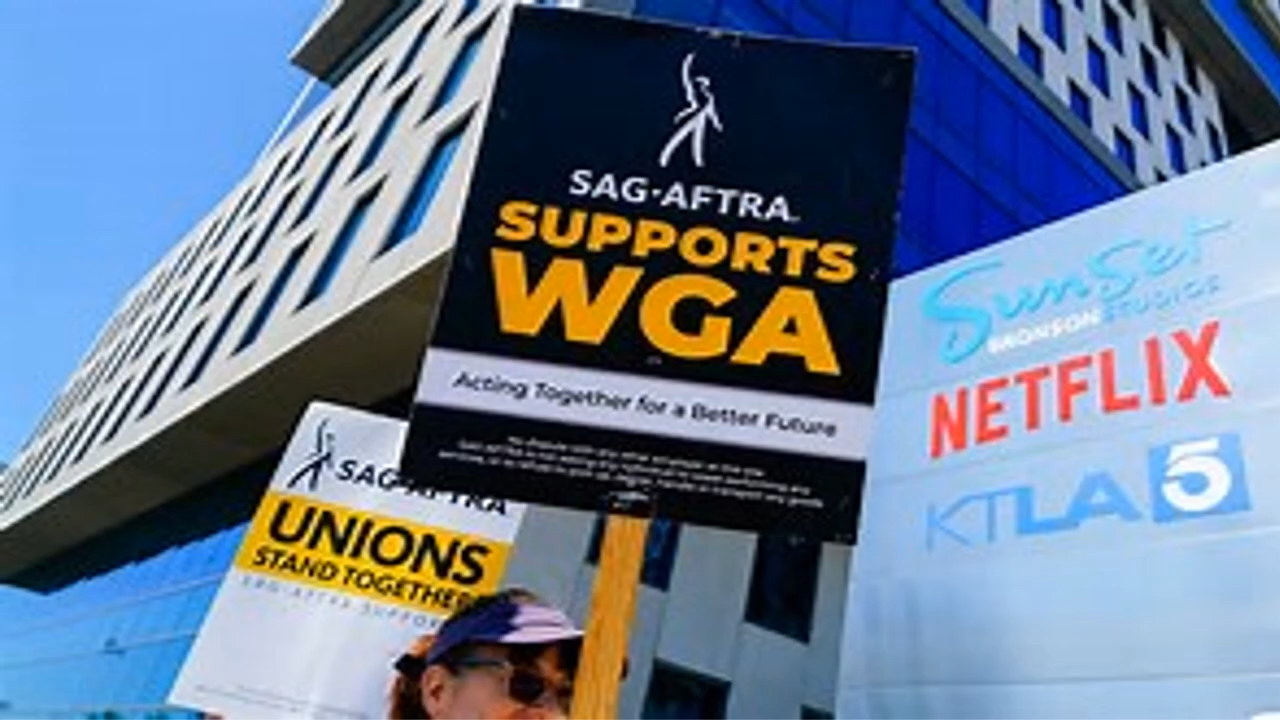 SAG·AFTRA
SUPPORTS
WGA
Acting Together for a Better Future
SAG-AFTRA
UNIONS
STAND TOGETHER
SAG-AFTRA SUPPOR
Sunset
BRONSON STUDIOS
NETFLIX
KTLA 5